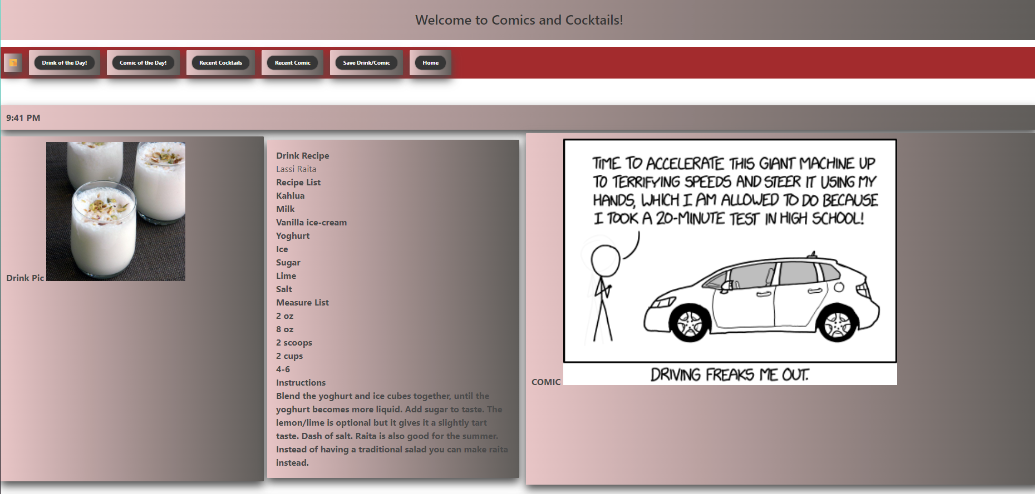 Welcome to Comics and Cocktails!
Drink of the Day!
Comic of the Day!
Recent Cocktails
Recent Comic
Save Drink/Comic
Home
9:41 PM
Drink Pic
Drink Recipe
Lassi Raita
Recipe List
Kahlua
Milk
Vanilla ice-cream
Yoghurt
Ice
Sugar
Lime
Salt
Measure List
2 oz
8 oz
2 scoops
2 cups
4-6
Instructions
Blend the yoghurt and ice cubes together, until the
yoghurt becomes more liquid. Add sugar to taste. The
lemon/lime is optional but it gives it a slightly tart
taste. Dash of salt. Raita is also good for the summer.
Instead of having a traditional salad you can make raita
instead.
COMIC
TIME TO ACCELERATE THIS GIANT MACHINE UP
TO TERRIFYING SPEEDS AND STEER IT USING MY
HANDS, WHICH I AM ALLOWED TO DO BECAUSE
I TOOK A 20-MINUTE TEST IN HIGH SCHOOL!
DRIVING FREAKS ME OUT.